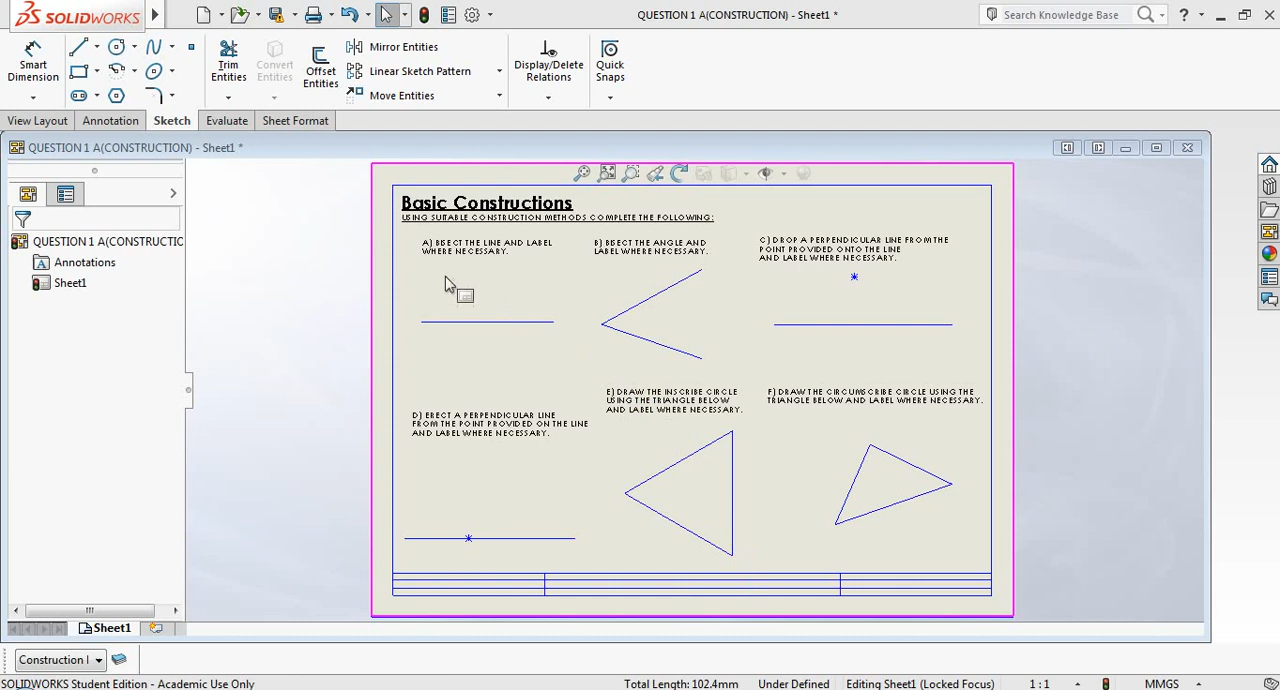 SOLIDWORKS
QUESTION 1 A(CONSTRUCTION) - Sheet1 *
Search Knowledge Base
Smart Dimension
Trim Entities
Convert Entities
Offset Entities
Mirror Entities
Linear Sketch Pattern
Move Entities
Display/Delete Relations
Quick Snaps
View Layout
Annotation
Sketch
Evaluate
Sheet Format
QUESTION 1 A(CONSTRUCTION) - Sheet1 *
QUESTION 1 A(CONSTRUCTIC
Annotations
Sheet1
Basic Constructions
USING SUITABLE CONSTRUCTION METHODS COMPLETE THE FOLLOWING:
A) BISECT THE LINE AND LABEL
WHERE NECESSARY.
B) BISECT THE ANGLE AND
LABEL WHERE NECESSARY.
C) DROP A PERPENDICULAR LINE FROM THE
POINT PROVIDED ONTO THE LINE
AND LABEL WHERE NECESSARY.
D) ERECT A PERPENDICULAR LINE
FROM THE POINT PROVIDED ON THE LINE
AND LABEL WHERE NECESSARY.
E) DRAW THE INSCRIBE CIRCLE
USING THE TRIANGLE BELOW
AND LABEL WHERE NECESSARY.
F) DRAW THE CIRCUMSCRIBE CIRCLE USING THE
TRIANGLE BELOW AND LABEL WHERE NECESSARY.
Sheet1
Construction l
SOLIDWORKS Student Edition - Academic Use Only
Total Length: 102.4mm
Under Defined
Editing Sheet1 (Locked Focus)
1 : 1
MMGS